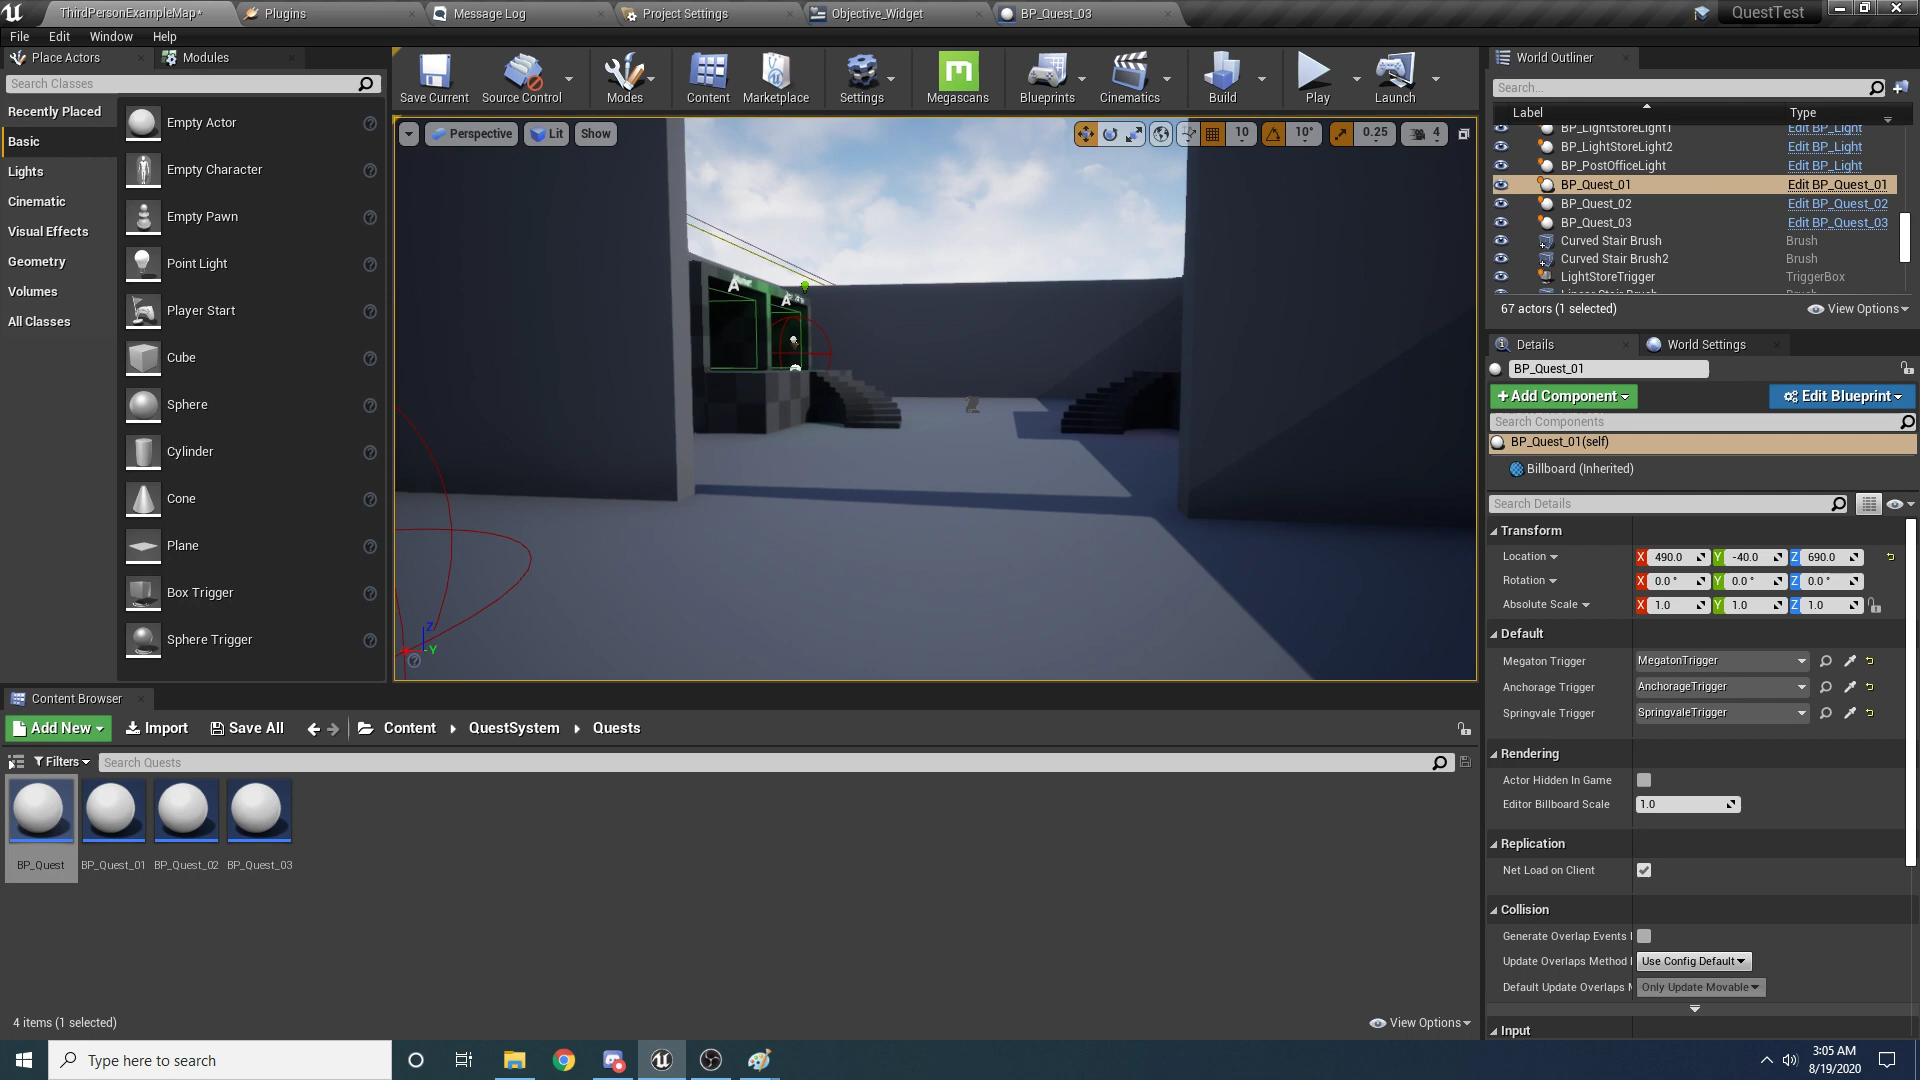 ThirdPersonExampleMap*
Plugins
Message Log
Project Settings
Objective_Widget
BP_Quest_03
QuestTest
File Edit Window Help
Place Actors
Modules
Search Classes
Recently Placed
Basic
Lights
Cinematic
Visual Effects
Geometry
Volumes
All Classes
Empty Actor
Empty Character
Empty Pawn
Point Light
Player Start
Cube
Sphere
Cylinder
Cone
Plane
Box Trigger
Sphere Trigger
Save Current
Source Control
Modes
Content
Marketplace
Settings
Megascans
Blueprints
Cinematics
Build
Play
Launch
Perspective
Lit
Show
10
10°
0.25
4
Z
Y
World Outliner
Search...
Label
Type
BP_LightStoreLight1 Edit BP_Light
BP_LightStoreLight2 Edit BP_Light
BP_PostOfficeLight Edit BP_Light
BP_Quest_01 Edit BP_Quest_01
BP_Quest_02 Edit BP_Quest_02
BP_Quest_03 Edit BP_Quest_03
Curved Stair Brush Brush
Curved Stair Brush2 Brush
LightStoreTrigger TriggerBox
67 actors (1 selected)
View Options
Details
World Settings
BP_Quest_01
+ Add Component
Edit Blueprint
Search Components
BP_Quest_01(self)
Billboard (Inherited)
Search Details
Transform
Location X 490.0 Y -40.0 Z 690.0
Rotation X 0.0° Y 0.0° Z 0.0°
Absolute Scale X 1.0 Y 1.0 Z 1.0
Default
Megaton Trigger MegatonTrigger
Anchorage Trigger AnchorageTrigger
Springvale Trigger SpringvaleTrigger
Rendering
Actor Hidden In Game
Editor Billboard Scale 1.0
Replication
Net Load on Client
Collision
Generate Overlap Events
Update Overlaps Method Use Config Default
Default Update Overlaps Only Update Movable
Input
Content Browser
Add New
Import
Save All
Content
QuestSystem
Quests
Filters
Search Quests
BP_Quest
BP_Quest_01
BP_Quest_02
BP_Quest_03
4 items (1 selected)
View Options
Type here to search
3:05 AM
8/19/2020